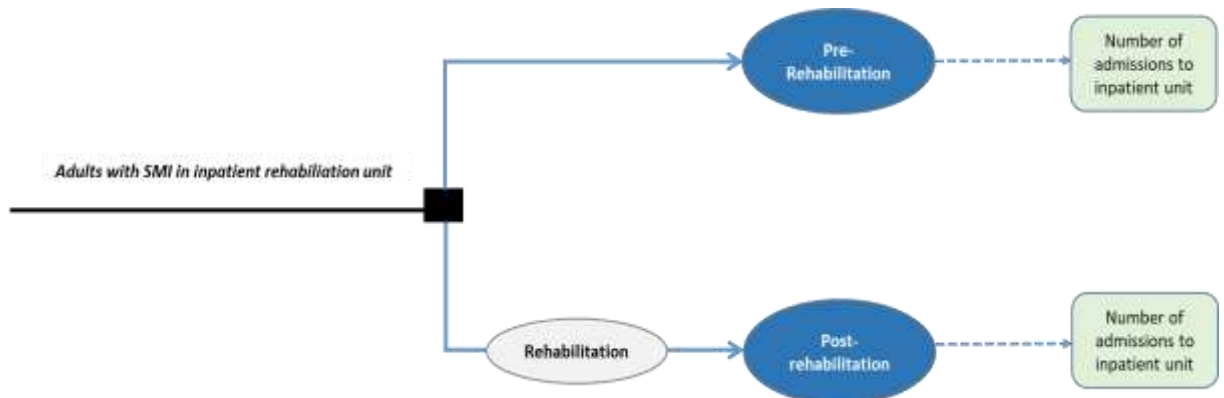 Pre-
Rehabilitation
Number of
admissions to
inpatient unit
Adults with SMI in inpatient rehabiliation unit
Rehabilitation
Post-
rehabilitation
Number of
admissions to
inpatient unit